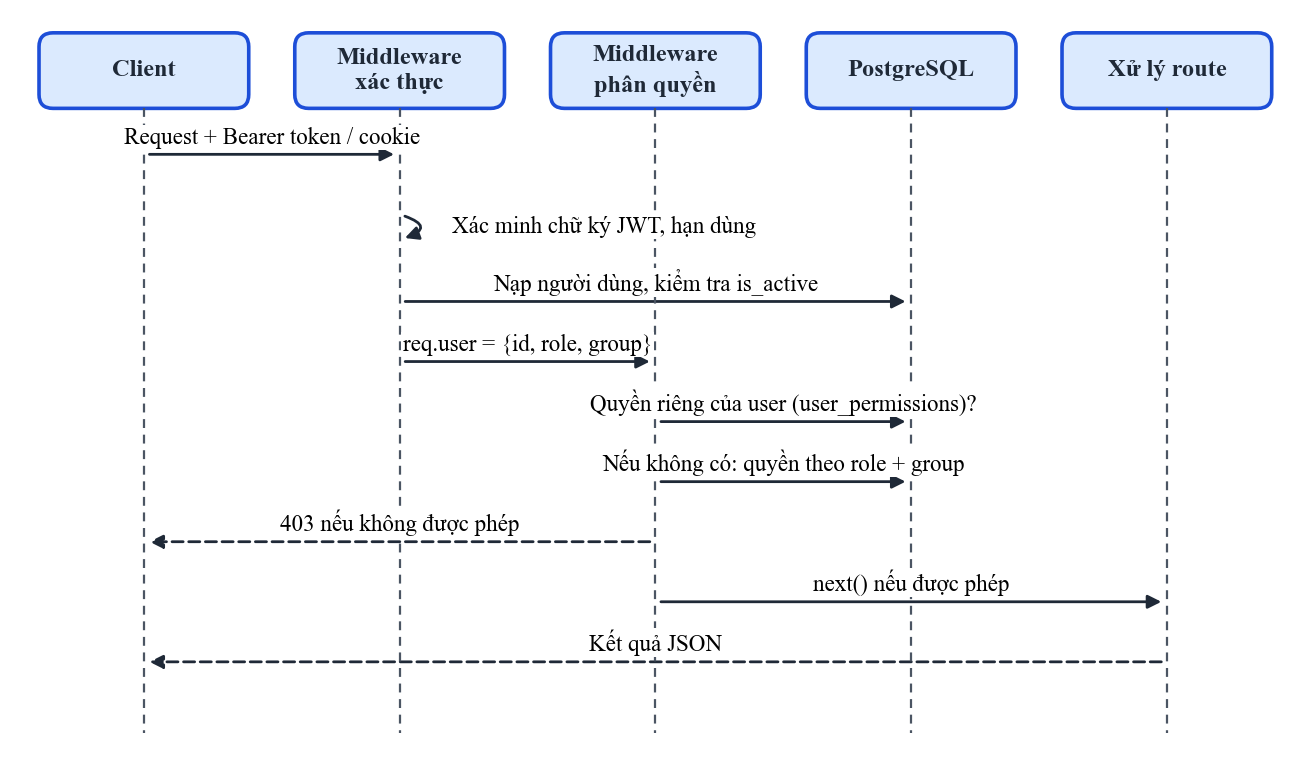 Client
Middleware
xác thực
Middleware
phân quyền
PostgreSQL
Xử lý route
Request + Bearer token / cookie
Xác minh chữ ký JWT, hạn dùng
Nạp người dùng, kiểm tra is_active
req.user = {id, role, group}
Quyền riêng của user (user_permissions)?
Nếu không có: quyền theo role + group
403 nếu không được phép
next() nếu được phép
Kết quả JSON